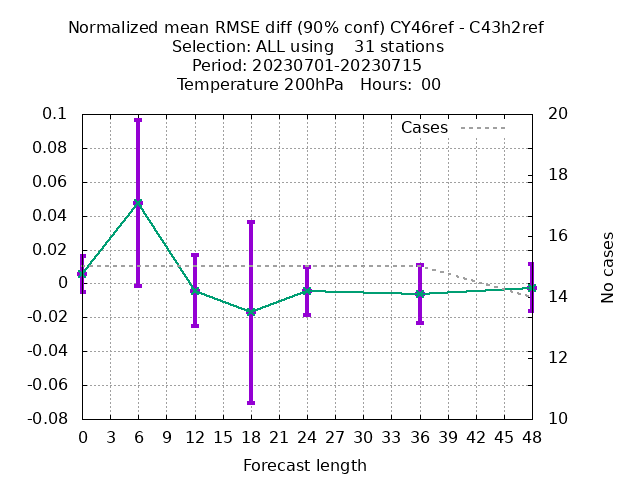 Normalized mean RMSE diff (90% conf) CY46ref - C43h2ref
Selection: ALL using    31 stations
Period: 20230701-20230715
Temperature 200hPa   Hours:  00
0.1
0.08
0.06
0.04
0.02
0
-0.02
-0.04
-0.06
-0.08
Cases
20
18
16
14
12
10
No cases
0 3 6 9 12 15 18 21 24 27 30 33 36 39 42 45 48
Forecast length